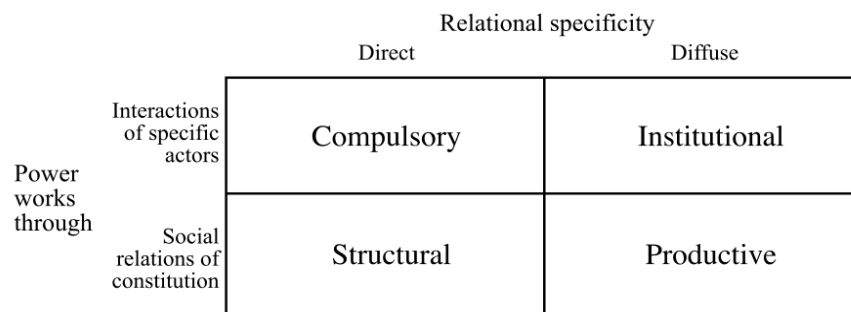 Relational specificity
Direct Diffuse
Interactions
of specific
actors
Compulsory Institutional
Power
works
through
Social
relations of
constitution
Structural Productive